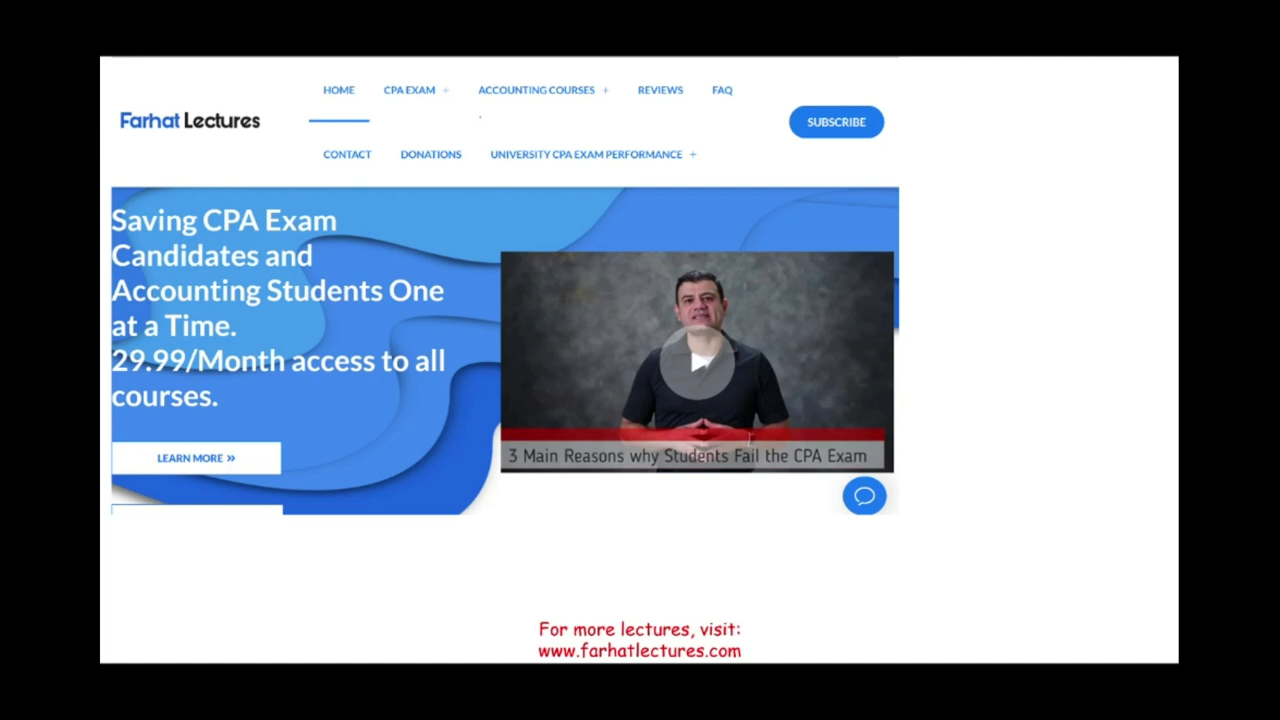 HOME CPA EXAM + ACCOUNTING COURSES + REVIEWS FAQ
Farhat Lectures
SUBSCRIBE
CONTACT DONATIONS UNIVERSITY CPA EXAM PERFORMANCE +
Saving CPA Exam
Candidates and
Accounting Students One
at a Time.
29.99/Month access to all
courses.
LEARN MORE »
3 Main Reasons why Students Fail the CPA Exam
For more lectures, visit:
www.farhatlectures.com